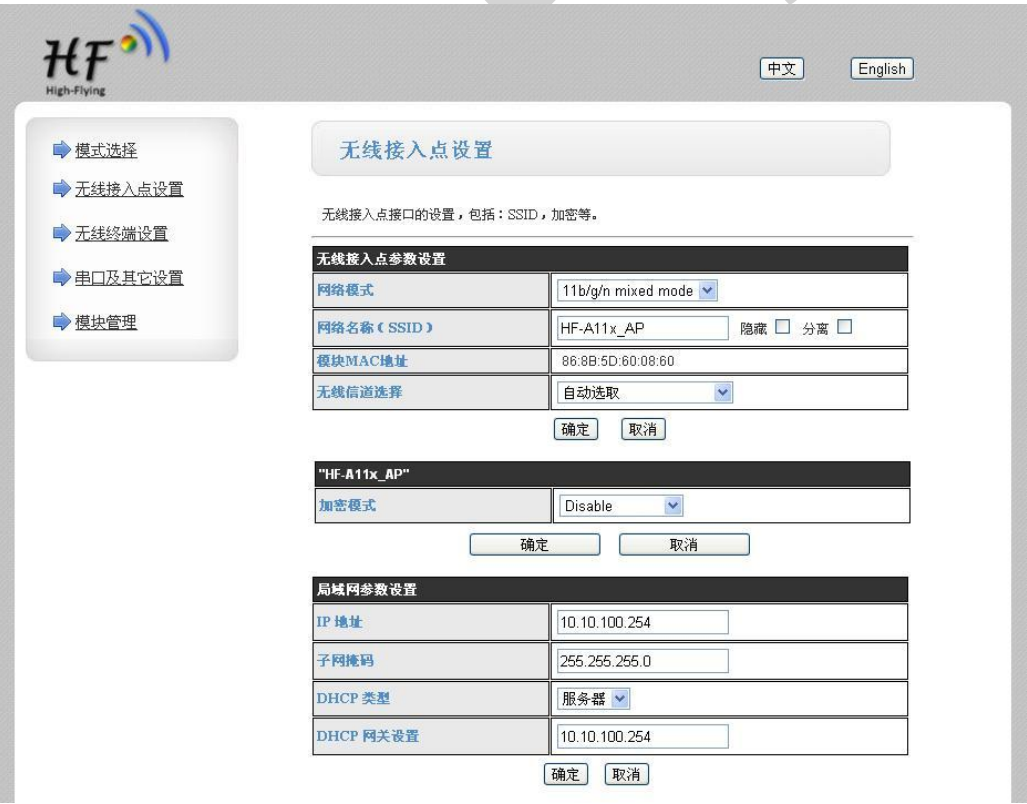 HF
High-Flying
中文 English
模式选择
无线接入点设置
无线终端设置
串口及其它设置
模块管理
无线接入点设置
无线接入点接口的设置，包括：SSID，加密等。
无线接入点参数设置
网络模式 11b/g/n mixed mode
网络名称（SSID） HF-A11x_AP 隐藏 分离
模块MAC地址 86:8B:5D:60:08:60
无线信道选择 自动选取
确定 取消
"HF-A11x_AP"
加密模式 Disable
确定 取消
局域网参数设置
IP 地址 10.10.100.254
子网掩码 255.255.255.0
DHCP 类型 服务器
DHCP 网关设置 10.10.100.254
确定 取消